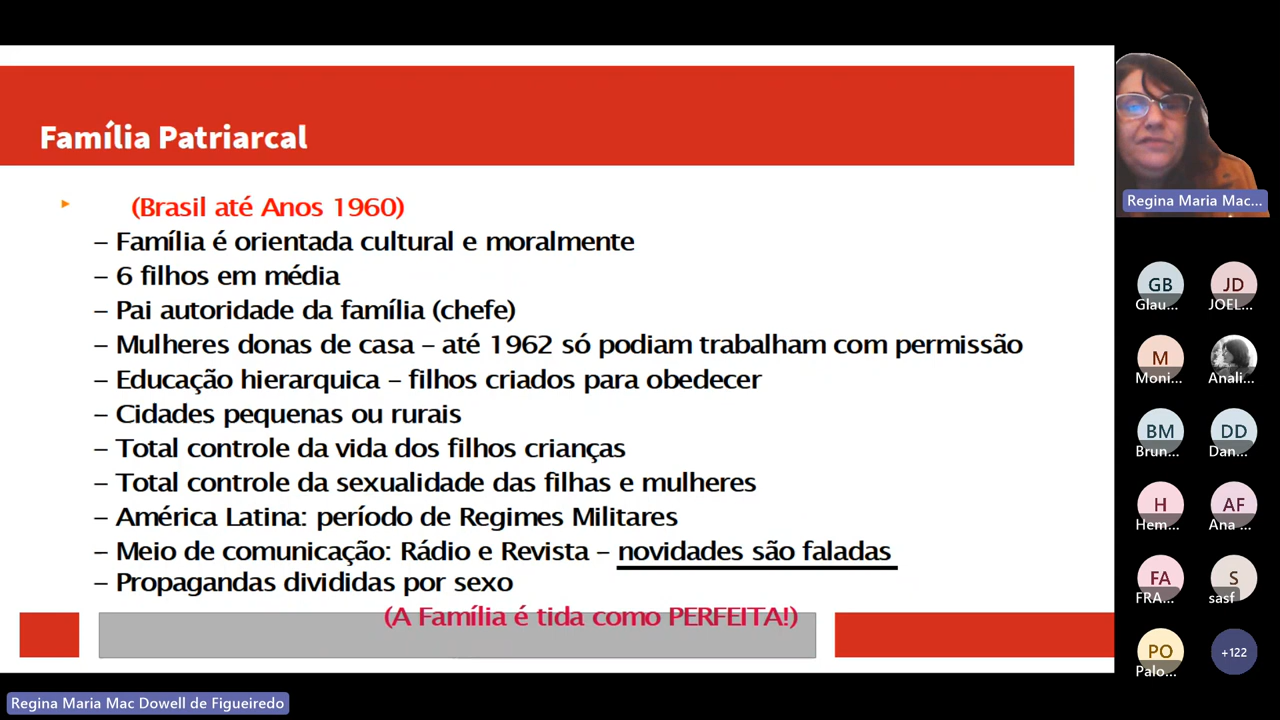 Família Patriarcal
(Brasil até Anos 1960)
– Família é orientada cultural e moralmente
– 6 filhos em média
– Pai autoridade da família (chefe)
– Mulheres donas de casa – até 1962 só podiam trabalham com permissão
– Educação hierarquica – filhos criados para obedecer
– Cidades pequenas ou rurais
– Total controle da vida dos filhos crianças
– Total controle da sexualidade das filhas e mulheres
– América Latina: período de Regimes Militares
– Meio de comunicação: Rádio e Revista – novidades são faladas
– Propagandas divididas por sexo
(A Família é tida como PERFEITA!)
Regina Maria Mac...
GB
Glau...
JD
JOEL...
M
Moni...
Anali...
BM
Brun...
DD
Dan...
H
Hem...
AF
Ana ...
FA
FRA...
S
sasf
PO
Palo...
+122
Regina Maria Mac Dowell de Figueiredo